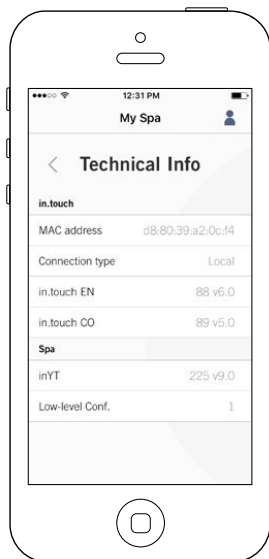 12:31 PM
My Spa
Technical Info
in.touch
MAC address d8:80:39:a2:0c:f4
Connection type Local
in.touch EN 88 v6.0
in.touch CO 89 v5.0
Spa
inYT 225 v9.0
Low-level Conf. 1